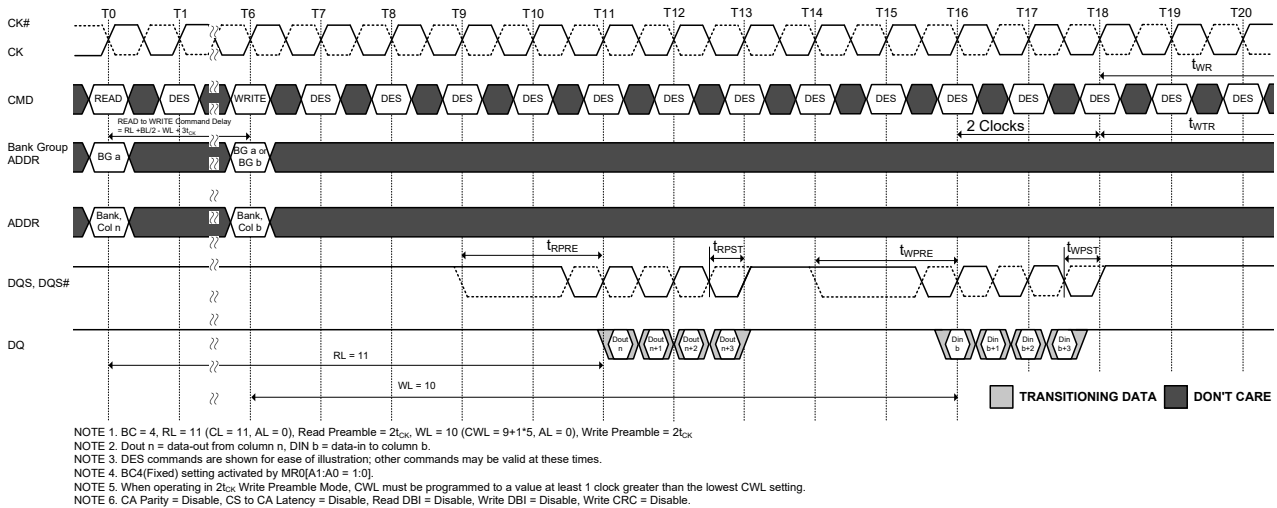 T0 T1 T6 T7 T8 T9 T10 T11 T12 T13 T14 T15 T16 T17 T18 T19 T20
CK#
CK
tWR
CMD READ DES WRITE DES DES DES DES DES DES DES DES DES DES DES DES DES DES
READ to WRITE Command Delay
= RL +BL/2 - WL + 3tCK
2 Clocks
tWTR
Bank Group
ADDR
BG a
BG a or
BG b
ADDR
Bank,
Col n
Bank,
Col b
tRPRE tRPST tWPRE tWPST
DQS, DQS#
DQ
Dout
n
Dout
n+1
Dout
n+2
Dout
n+3
Din
b
Din
b+1
Din
b+2
Din
b+3
RL = 11
WL = 10
TRANSITIONING DATA DON'T CARE
NOTE 1. BC = 4, RL = 11 (CL = 11, AL = 0), Read Preamble = 2tCK, WL = 10 (CWL = 9+1*5, AL = 0), Write Preamble = 2tCK
NOTE 2. Dout n = data-out from column n, DIN b = data-in to column b.
NOTE 3. DES commands are shown for ease of illustration; other commands may be valid at these times.
NOTE 4. BC4(Fixed) setting activated by MR0[A1:A0 = 1:0].
NOTE 5. When operating in 2tCK Write Preamble Mode, CWL must be programmed to a value at least 1 clock greater than the lowest CWL setting.
NOTE 6. CA Parity = Disable, CS to CA Latency = Disable, Read DBI = Disable, Write DBI = Disable, Write CRC = Disable.